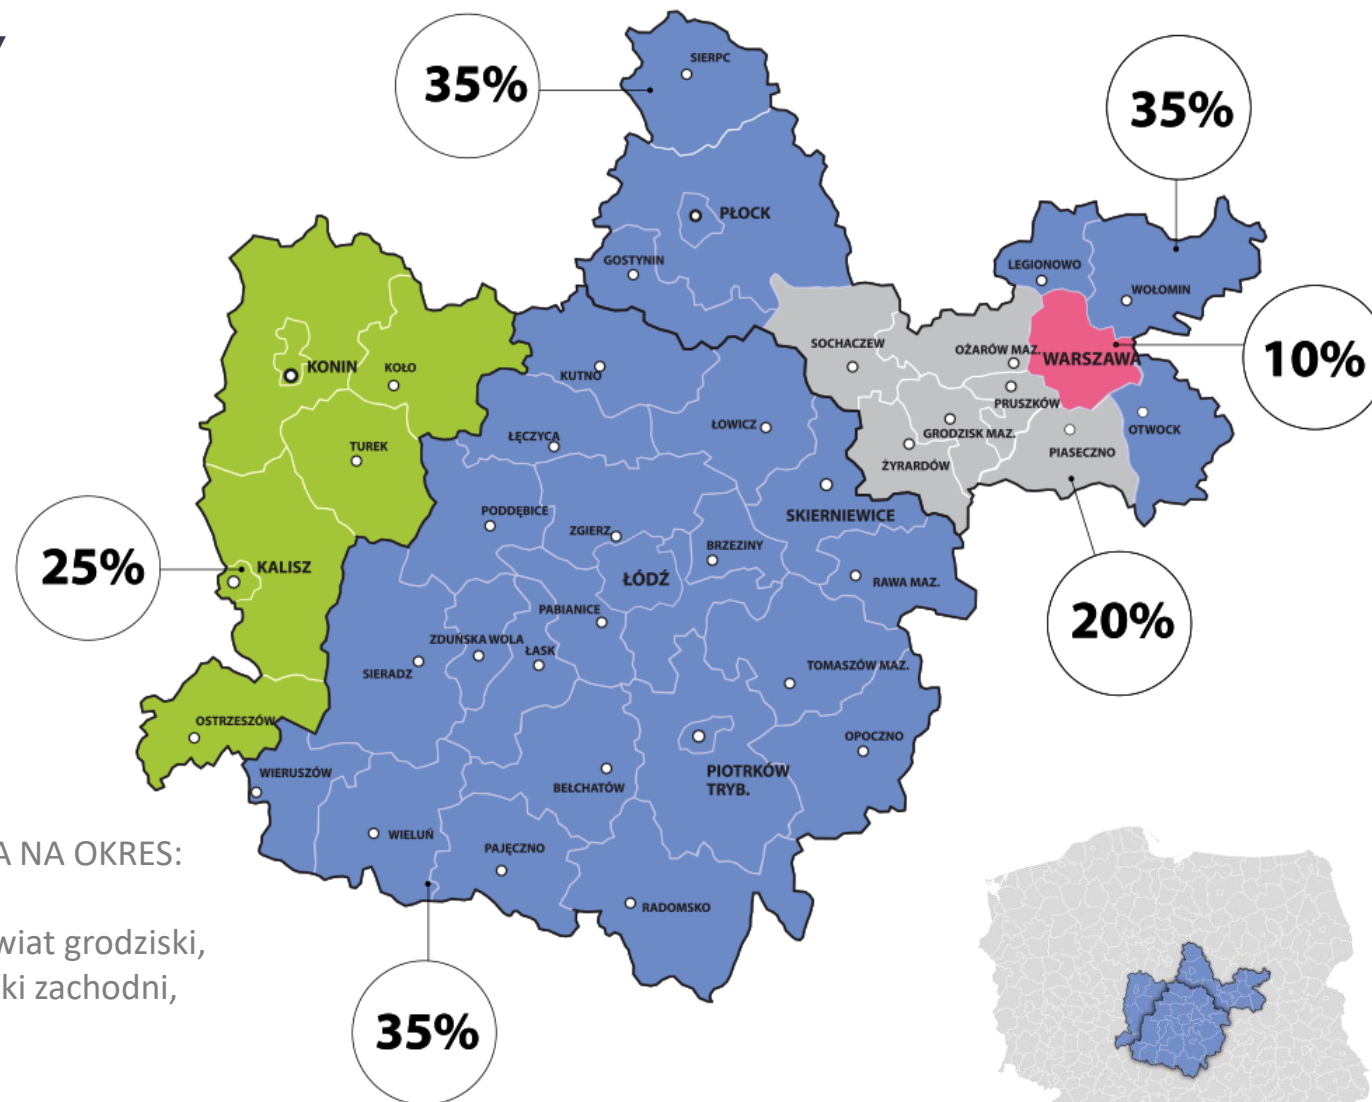 35%
SIERPC
35%
PŁOCK
GOSTYNIN
LEGIONOWO
WOŁOMIN
SOCHACZEW
OŻARÓW MAZ.
WARSZAWA
10%
KONIN
KOŁO
KUTNO
PRUSZKÓW
ŁOWICZ
GRODZISK MAZ.
OTWOCK
ŁĘCZYCA
TUREK
ŻYRARDÓW
PIASECZNO
PODDĘBICE
SKIERNIEWICE
ZGIERZ
BRZEZINY
25%
KALISZ
ŁÓDŹ
RAWA MAZ.
PABIANICE
20%
ZDUŃSKA WOLA
ŁASK
SIERADZ
TOMASZÓW MAZ.
OSTRZESZÓW
OPOCZNO
WIERUSZÓW
PIOTRKÓW
TRYB.
BEŁCHATÓW
WIELUŃ
PAJĘCZNO
A NA OKRES:
RADOMSKO
wiat grodziski,
ki zachodni,
35%